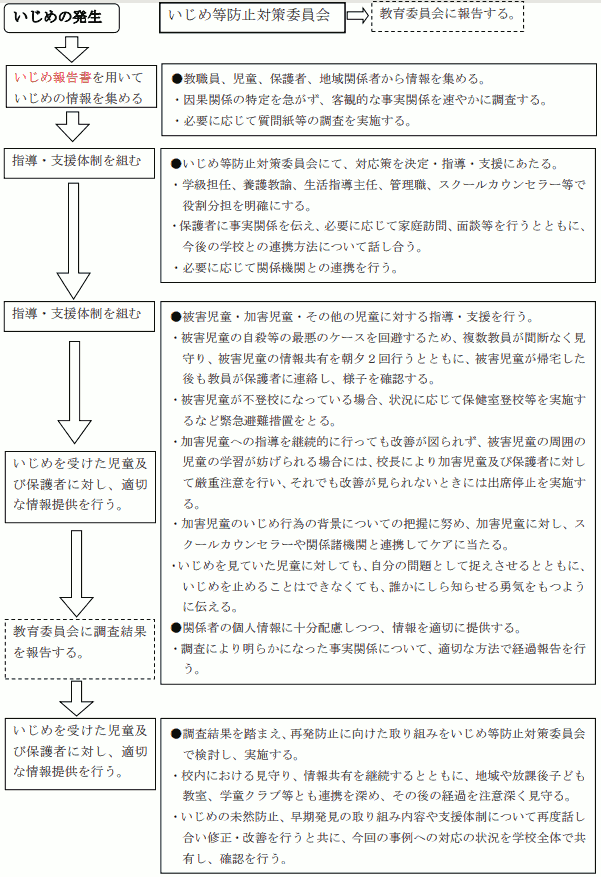 いじめの発生
いじめ等防止対策委員会
教育委員会に報告する。
いじめ報告書を用いて
いじめの情報を集める
●教職員、児童、保護者、地域関係者から情報を集める。
・因果関係の特定を急がず、客観的な事実関係を速やかに調査する。
・必要に応じて質問紙等の調査を実施する。
指導・支援体制を組む
●いじめ等防止対策委員会にて、対応策を決定・指導・支援にあたる。
・学級担任、養護教諭、生活指導主任、管理職、スクールカウンセラー等で
役割分担を明確にする。
・保護者に事実関係を伝え、必要に応じて家庭訪問、面談等を行うとともに、
今後の学校との連携方法について話し合う。
・必要に応じて関係機関との連携を行う。
指導・支援体制を組む
●被害児童・加害児童・その他の児童に対する指導・支援を行う。
・被害児童の自殺等の最悪のケースを回避するため、複数教員が間断なく見
守り、被害児童の情報共有を朝夕２回行うとともに、被害児童が帰宅した
後も教員が保護者に連絡し、様子を確認する。
・被害児童が不登校になっている場合、状況に応じて保健室登校等を実施す
るなど緊急避難措置をとる。
・加害児童への指導を継続的に行っても改善が図られず、被害児童の周囲の
児童の学習が妨げられる場合には、校長により加害児童及び保護者に対し
て厳重注意を行い、それでも改善が見られないときには出席停止を実施す
る。
・加害児童のいじめ行為の背景についての把握に努め、加害児童に対し、ス
クールカウンセラーや関係諸機関と連携してケアに当たる。
・いじめを見ていた児童に対しても、自分の問題として捉えさせるとともに、
いじめを止めることはできなくても、誰かにしら知らせる勇気をもつよう
に伝える。
●関係者の個人情報に十分配慮しつつ、情報を適切に提供する。
・調査により明らかになった事実関係について、適切な方法で経過報告を行
う。
いじめを受けた児童及
び保護者に対し、適切
な情報提供を行う。
教育委員会に調査結果
を報告する。
いじめを受けた児童及
び保護者に対し、適切
な情報提供を行う。
●調査結果を踏まえ、再発防止に向けた取り組みをいじめ等防止対策委員会
で検討し、実施する。
・校内における見守り、情報共有を継続するとともに、地域や放課後子ども
教室、学童クラブ等とも連携を深め、その後の経過を注意深く見守る。
・いじめの未然防止、早期発見の取り組み内容や支援体制について再度話し
合い修正・改善を行うと共に、今回の事例への対応の状況を学校全体で共
有し、確認を行う。